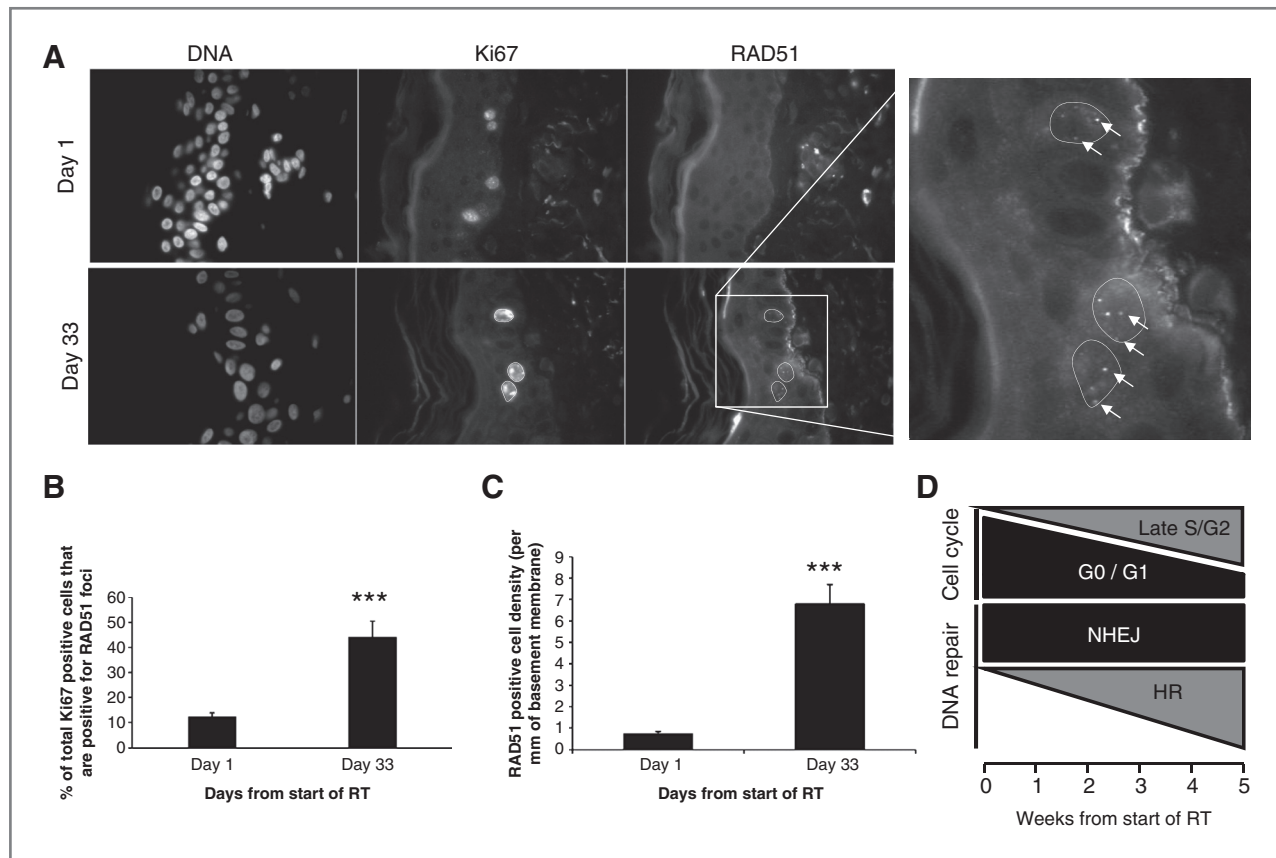 A
DNA
Ki67
RAD51
Day 1
Day 33
B
% of total Ki67 positive cells that
are positive for RAD51 foci
60
50
40
30
20
10
0
***
Day 1
Day 33
Days from start of RT
C
RAD51 positive cell density (per
mm of basement membrane)
9
8
7
6
5
4
3
2
1
0
***
Day 1
Day 33
Days from start of RT
D
Cell cycle
Late S/G2
G0 / G1
DNA repair
NHEJ
HR
0 1 2 3 4 5
Weeks from start of RT